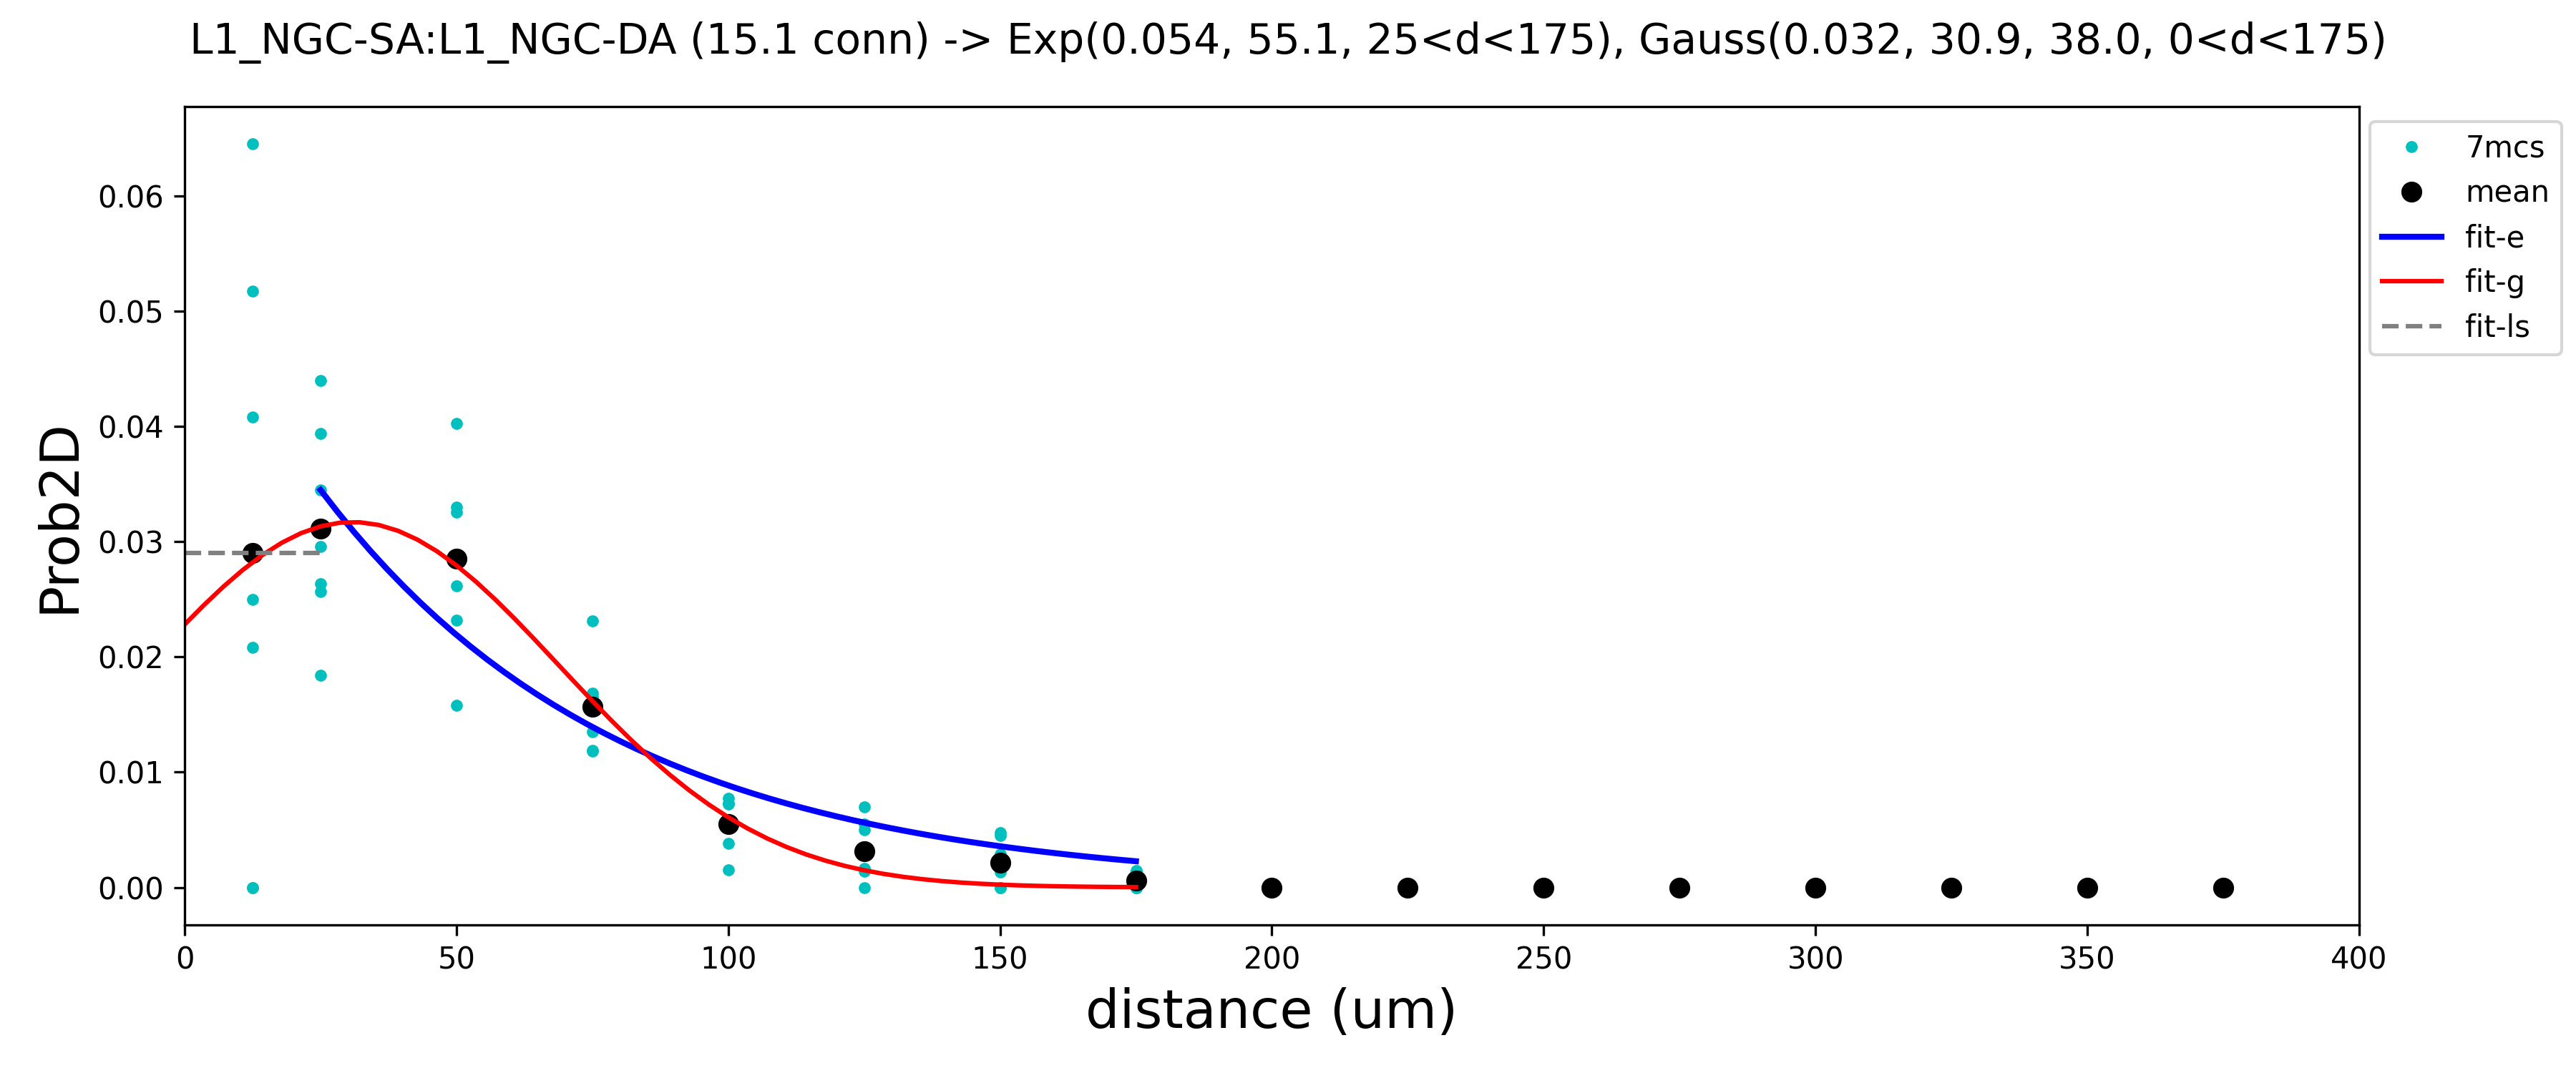 L1_NGC-SA:L1_NGC-DA (15.1 conn) -> Exp(0.054, 55.1, 25<d<175), Gauss(0.032, 30.9, 38.0, 0<d<175)
7mcs
mean
fit-e
fit-g
fit-ls
Prob2D
0.06
0.05
0.04
0.03
0.02
0.01
0.00
0 50 100 150 200 250 300 350 400
distance (um)